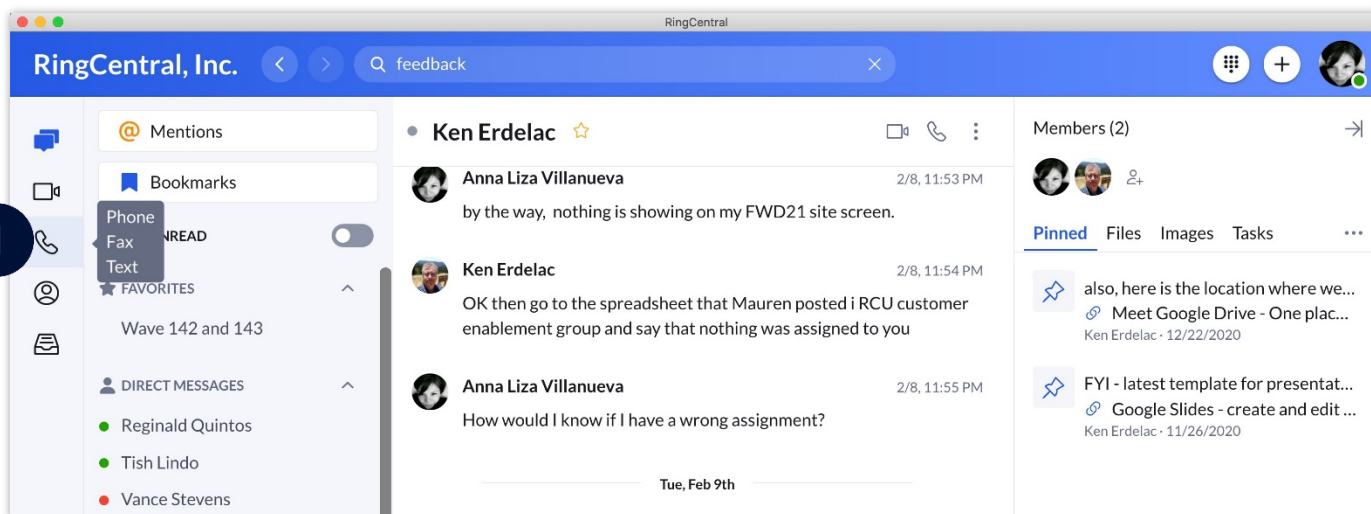 RingCentral
RingCentral, Inc.
feedback
@ Mentions
Bookmarks
Phone
Fax
Text
NREAD
FAVORITES
Wave 142 and 143
DIRECT MESSAGES
Reginald Quintos
Tish Lindo
Vance Stevens
Ken Erdelac
Anna Liza Villanueva 2/8, 11:53 PM
by the way, nothing is showing on my FWD21 site screen.
Ken Erdelac 2/8, 11:54 PM
OK then go to the spreadsheet that Mauren posted i RCU customer
enablement group and say that nothing was assigned to you
Anna Liza Villanueva 2/8, 11:55 PM
How would I know if I have a wrong assignment?
Tue, Feb 9th
Members (2)
Pinned Files Images Tasks
also, here is the location where we...
Meet Google Drive - One plac...
Ken Erdelac · 12/22/2020
FYI - latest template for presentat...
Google Slides - create and edit ...
Ken Erdelac · 11/26/2020